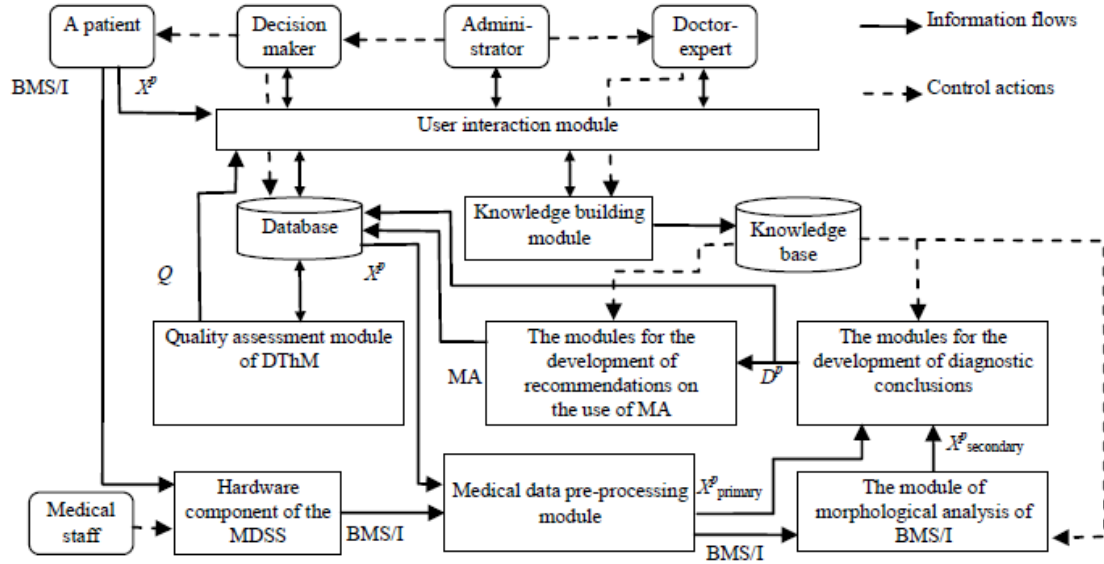 A patient
Decision
maker
Admini-
strator
Doctor-
expert
Information flows
Control actions
BMS/I
X^p
User interaction module
Database
Knowledge building
module
Knowledge
base
Q
X^p
Quality assessment module
of DThM
MA
The modules for the
development of
recommendations on
the use of MA
D^p
The modules for the
development of diagnostic
conclusions
X^p secondary
Medical
staff
Hardware
component of the
MDSS
BMS/I
Medical data pre-processing
module
X^p primary
BMS/I
The module of
morphological analysis of
BMS/I